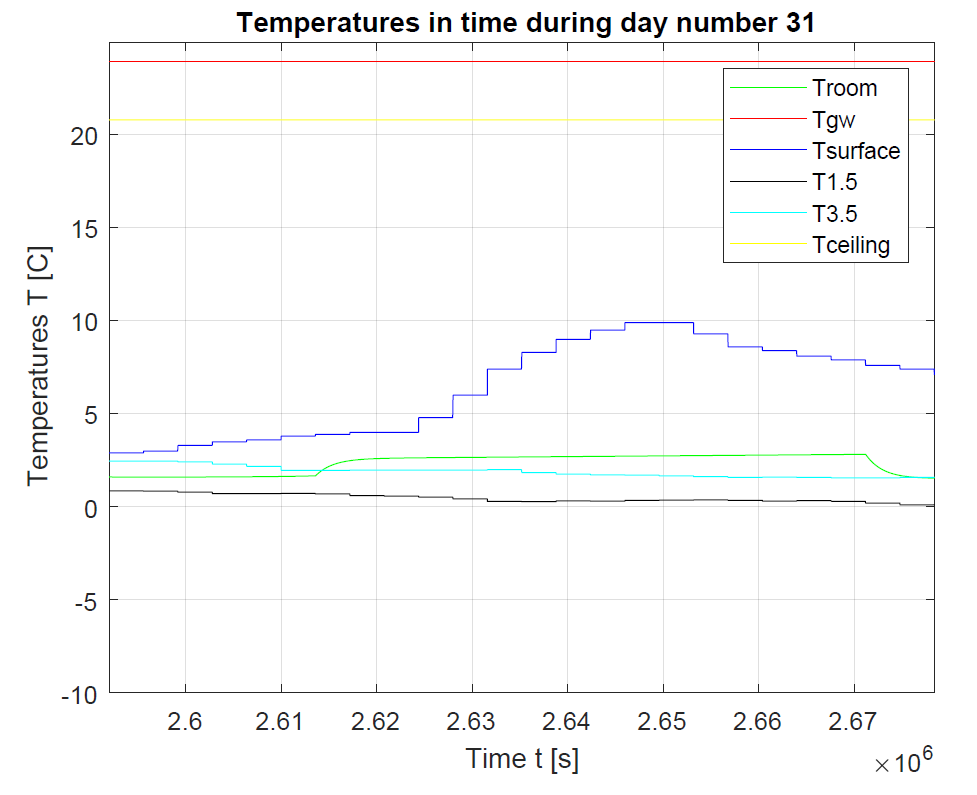 Temperatures in time during day number 31
Troom
Tgw
Tsurface
T1.5
T3.5
Tceiling
Temperatures T [C]
20
15
10
5
0
-5
-10
2.6 2.61 2.62 2.63 2.64 2.65 2.66 2.67
Time t [s]
×10⁶